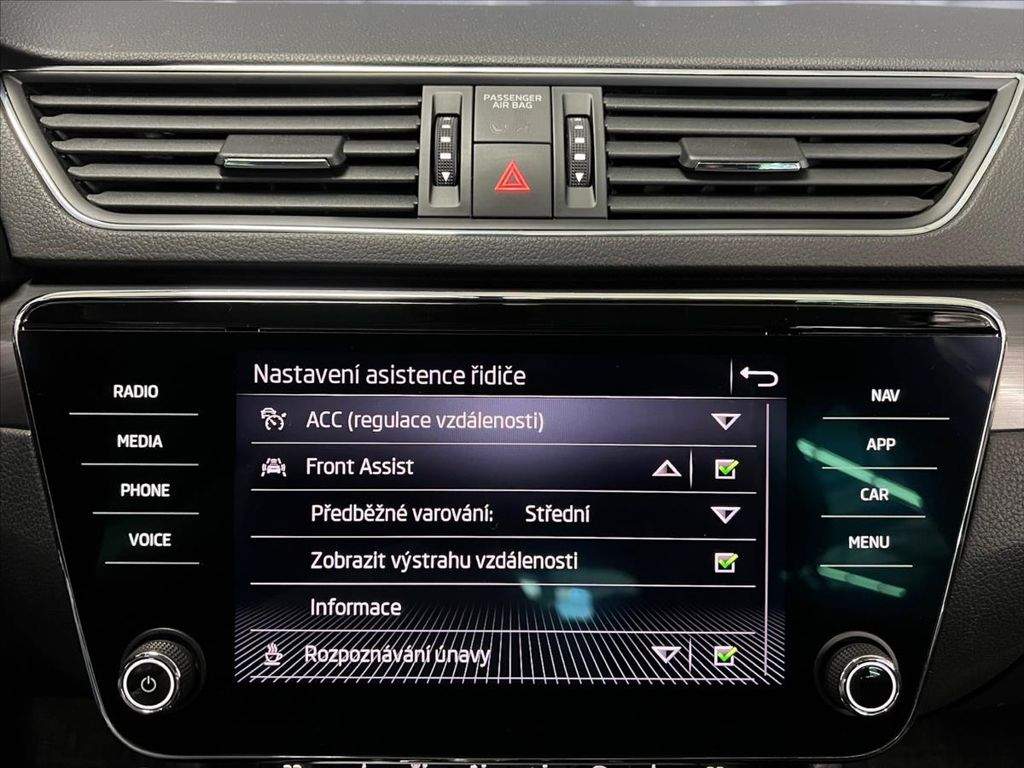 PASSENGER
AIR BAG
Nastavení asistence řidiče
RADIO
MEDIA
PHONE
VOICE
ACC (regulace vzdálenosti)
Front Assist
Předběžné varování: Střední
Zobrazit výstrahu vzdálenosti
Informace
Rozpoznávání únavy
NAV
APP
CAR
MENU